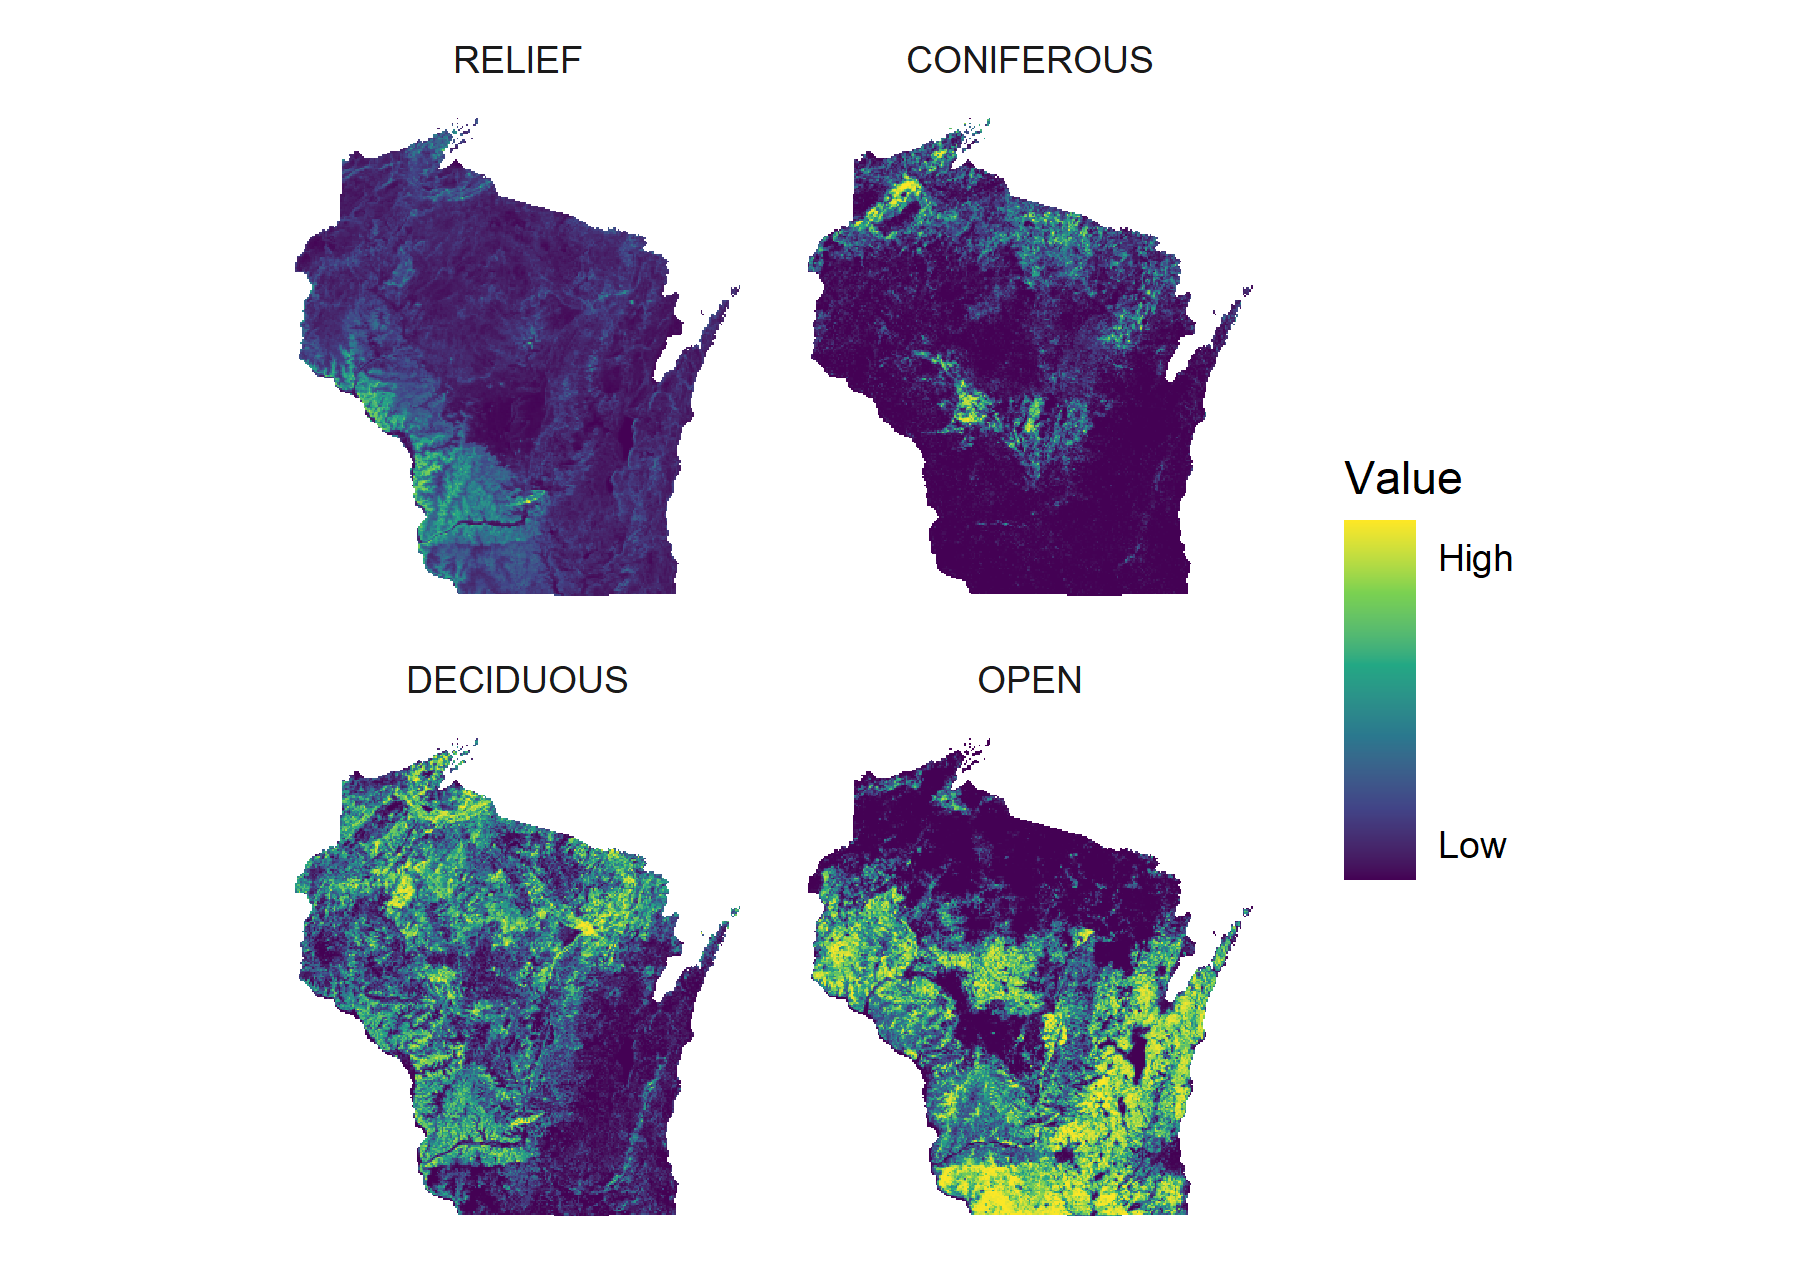 RELIEF
CONIFEROUS
DECIDUOUS
OPEN
Value
High
Low